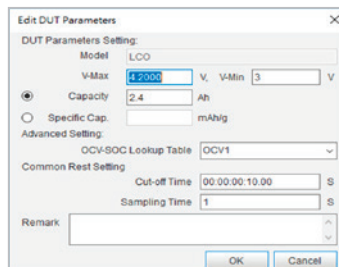 Edit DUT Parameters
DUT Parameters Setting:
Model LCO
V-Max 4.2000 V, V-Min 3 V
Capacity 2.4 Ah
Specific Cap. mAh/g
Advanced Setting:
OCV-SOC Lookup Table OCV1
Common Rest Setting
Cut-off Time 00:00:00:10.00 S
Sampling Time 1 S
Remark
OK Cancel